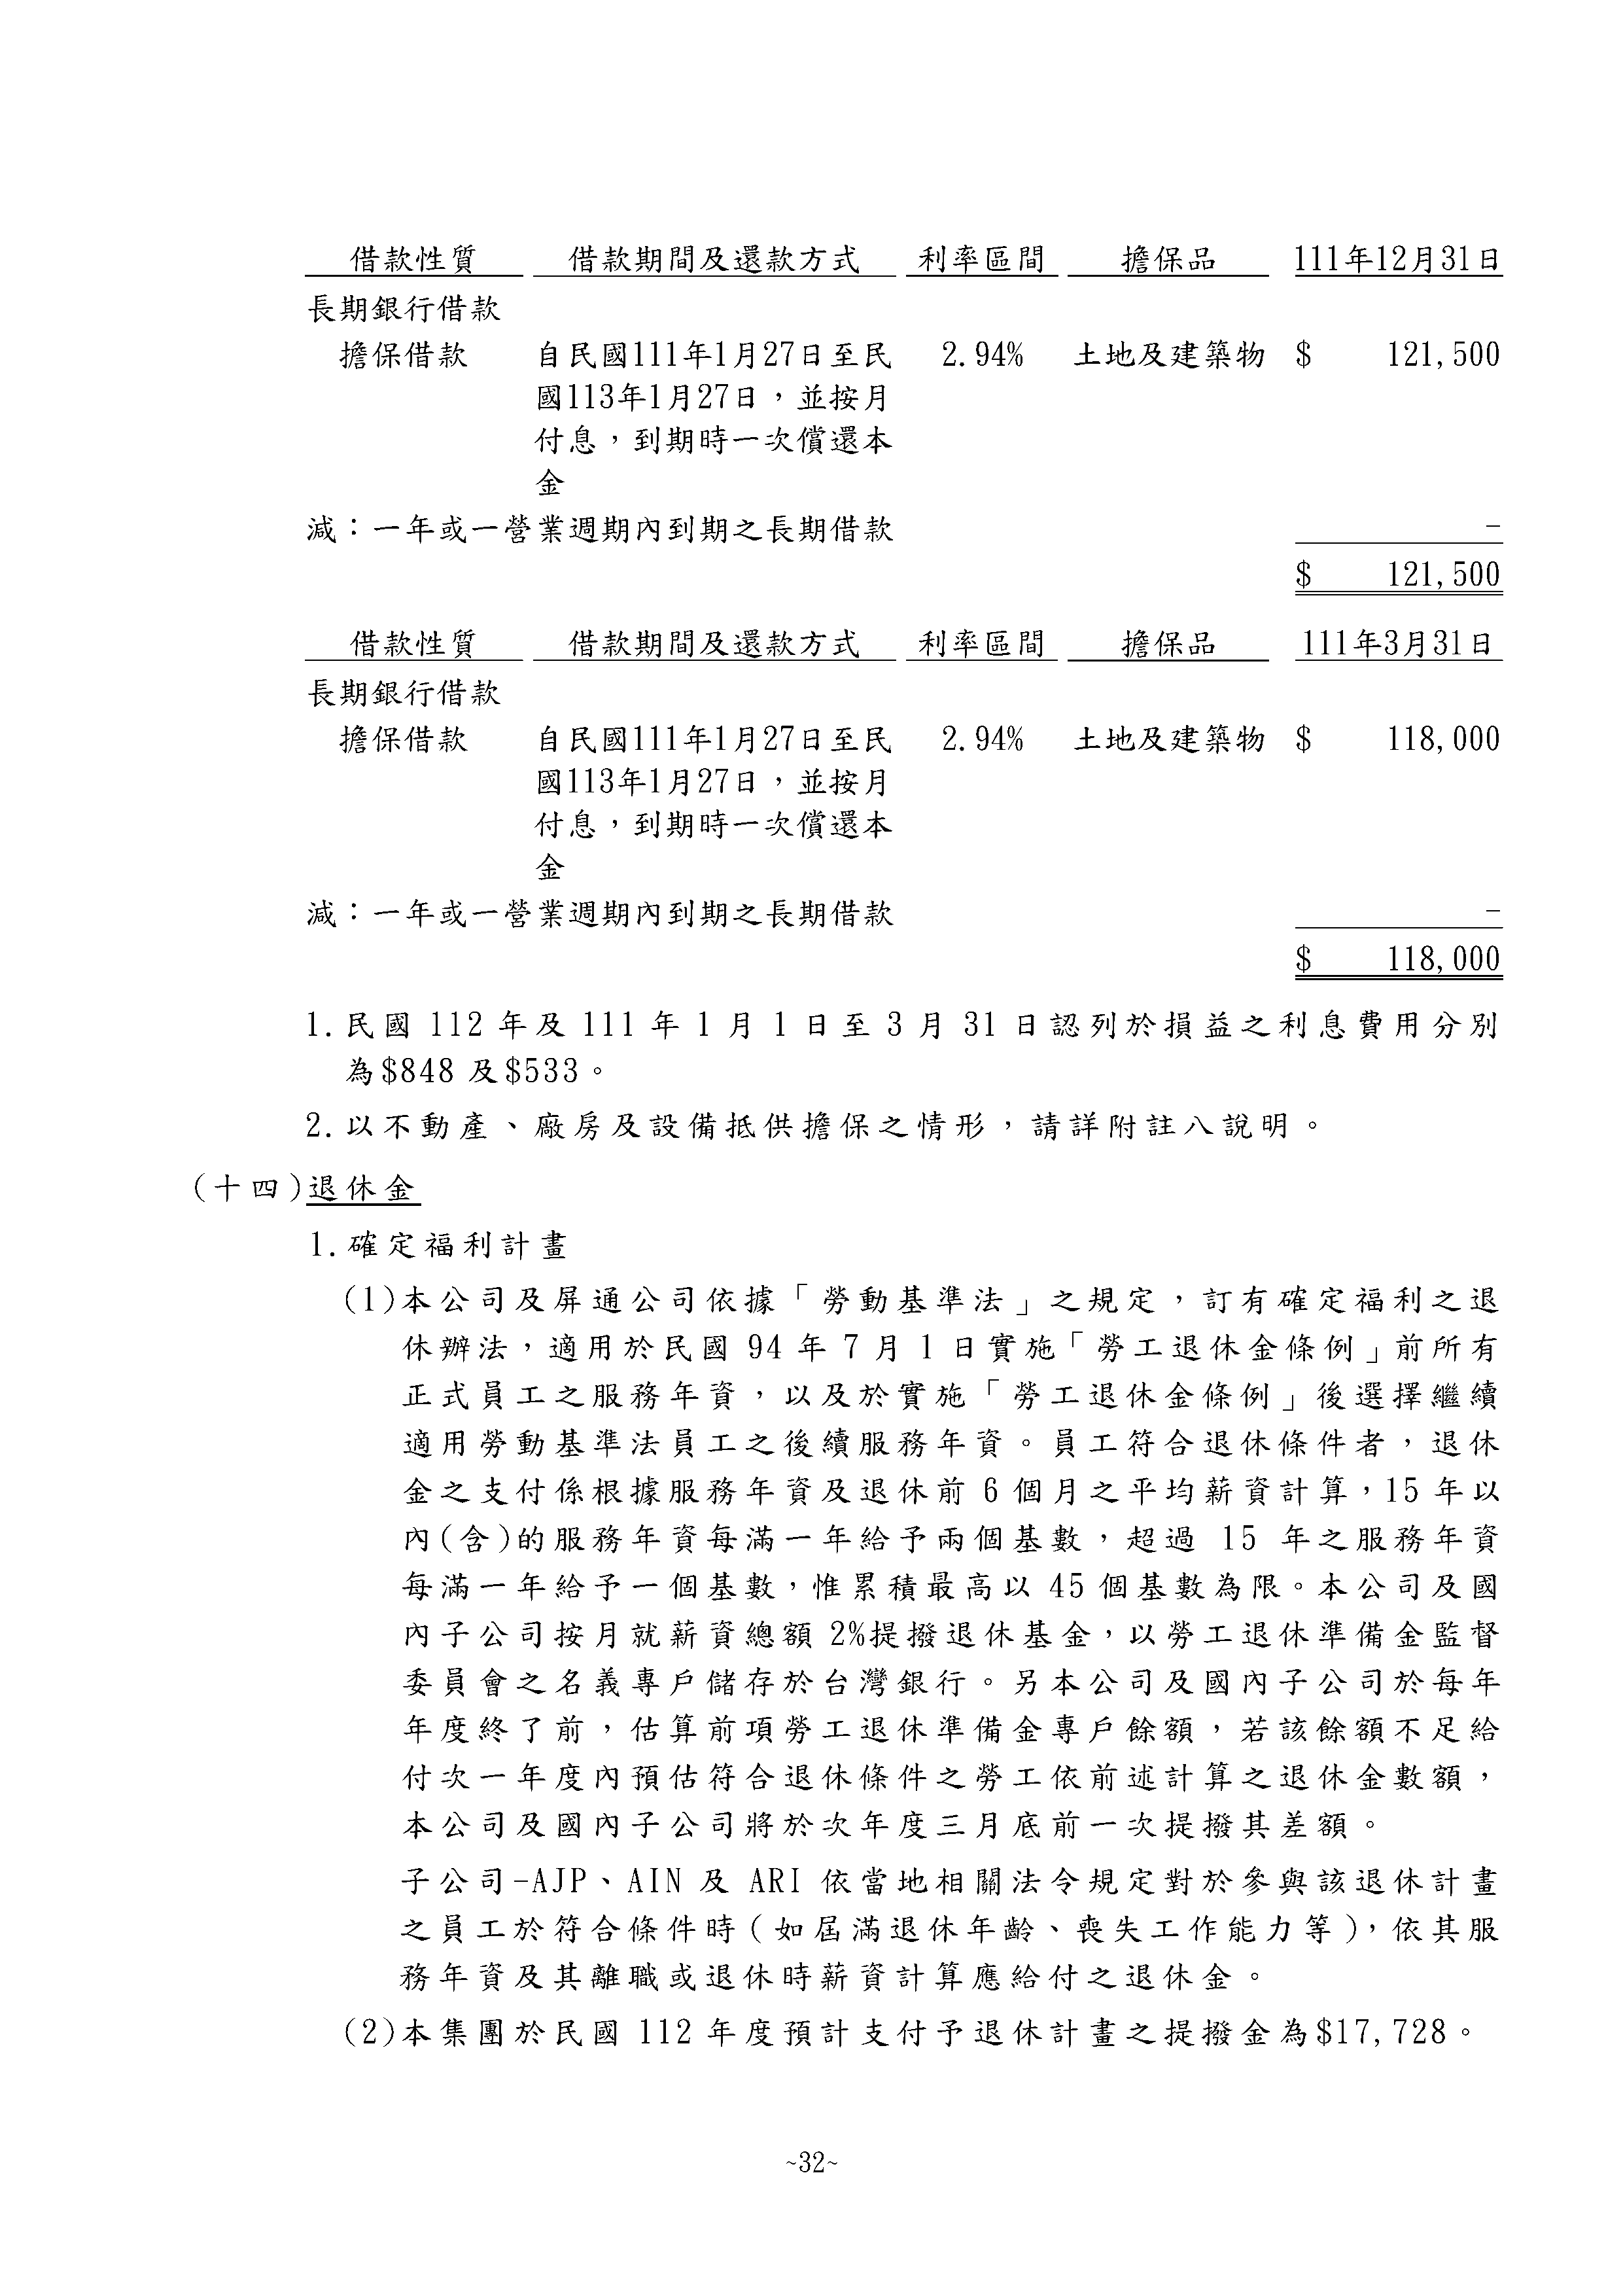 借款性質 借款期間及還款方式 利率區間 擔保品 111年12月31日
長期銀行借款
擔保借款 自民國111年1月27日至民 2.94% 土地及建築物 $ 121,500
國113年1月27日，並按月
付息，到期時一次償還本
金
減：一年或一營業週期內到期之長期借款 -
$ 121,500
借款性質 借款期間及還款方式 利率區間 擔保品 111年3月31日
長期銀行借款
擔保借款 自民國111年1月27日至民 2.94% 土地及建築物 $ 118,000
國113年1月27日，並按月
付息，到期時一次償還本
金
減：一年或一營業週期內到期之長期借款 -
$ 118,000
1.民國 112 年及 111 年 1 月 1 日至 3 月 31 日認列於損益之利息費用分別
為$848 及$533。
2.以不動產、廠房及設備抵供擔保之情形，請詳附註八說明。
(十四)退休金
1.確定福利計畫
(1)本公司及屏通公司依據「勞動基準法」之規定，訂有確定福利之退
休辦法，適用於民國 94 年 7 月 1 日實施「勞工退休金條例」前所有
正式員工之服務年資，以及於實施「勞工退休金條例」後選擇繼續
適用勞動基準法員工之後續服務年資。員工符合退休條件者，退休
金之支付係根據服務年資及退休前 6 個月之平均薪資計算，15 年以
內(含)的服務年資每滿一年給予兩個基數，超過 15 年之服務年資
每滿一年給予一個基數，惟累積最高以 45 個基數為限。本公司及國
內子公司按月就薪資總額 2%提撥退休基金，以勞工退休準備金監督
委員會之名義專戶儲存於台灣銀行。另本公司及國內子公司於每年
年度終了前，估算前項勞工退休準備金專戶餘額，若該餘額不足給
付次一年度內預估符合退休條件之勞工依前述計算之退休金數額，
本公司及國內子公司將於次年度三月底前一次提撥其差額。
子公司-AJP、AIN 及 ARI 依當地相關法令規定對於參與該退休計畫
之員工於符合條件時(如屆滿退休年齡、喪失工作能力等)，依其服
務年資及其離職或退休時薪資計算應給付之退休金。
(2)本集團於民國 112 年度預計支付予退休計畫之提撥金為$17,728。
~32~